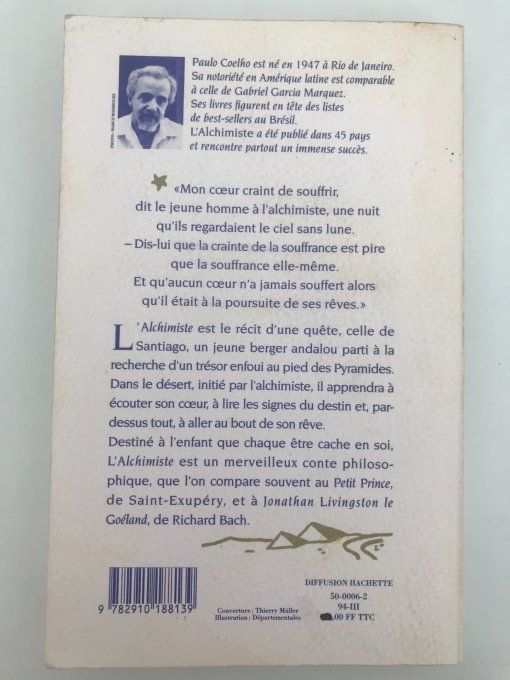 Paulo Coelho est né en 1947 à Rio de Janeiro.
Sa notoriété en Amérique latine est comparable
à celle de Gabriel Garcia Marquez.
Ses livres figurent en tête des listes
de best-sellers au Brésil.
L'Alchimiste a été publié dans 45 pays
et rencontre partout un immense succès.
«Mon cœur craint de souffrir,
dit le jeune homme à l'alchimiste, une nuit
qu'ils regardaient le ciel sans lune.
– Dis-lui que la crainte de la souffrance est pire
que la souffrance elle-même.
Et qu'aucun cœur n'a jamais souffert alors
qu'il était à la poursuite de ses rêves.»
L'Alchimiste est le récit d'une quête, celle de
Santiago, un jeune berger andalou parti à la
recherche d'un trésor enfoui au pied des Pyramides.
Dans le désert, initié par l'alchimiste, il apprendra à
écouter son cœur, à lire les signes du destin et, par-
dessus tout, à aller au bout de son rêve.
Destiné à l'enfant que chaque être cache en soi,
L'Alchimiste est un merveilleux conte philoso-
phique, que l'on compare souvent au Petit Prince,
de Saint-Exupéry, et à Jonathan Livingston le
Goéland, de Richard Bach.
9 782910 188139
Couverture : Thierry Müller
Illustration : Départementales
DIFFUSION HACHETTE
50-0006-2
94-III
,00 FF TTC